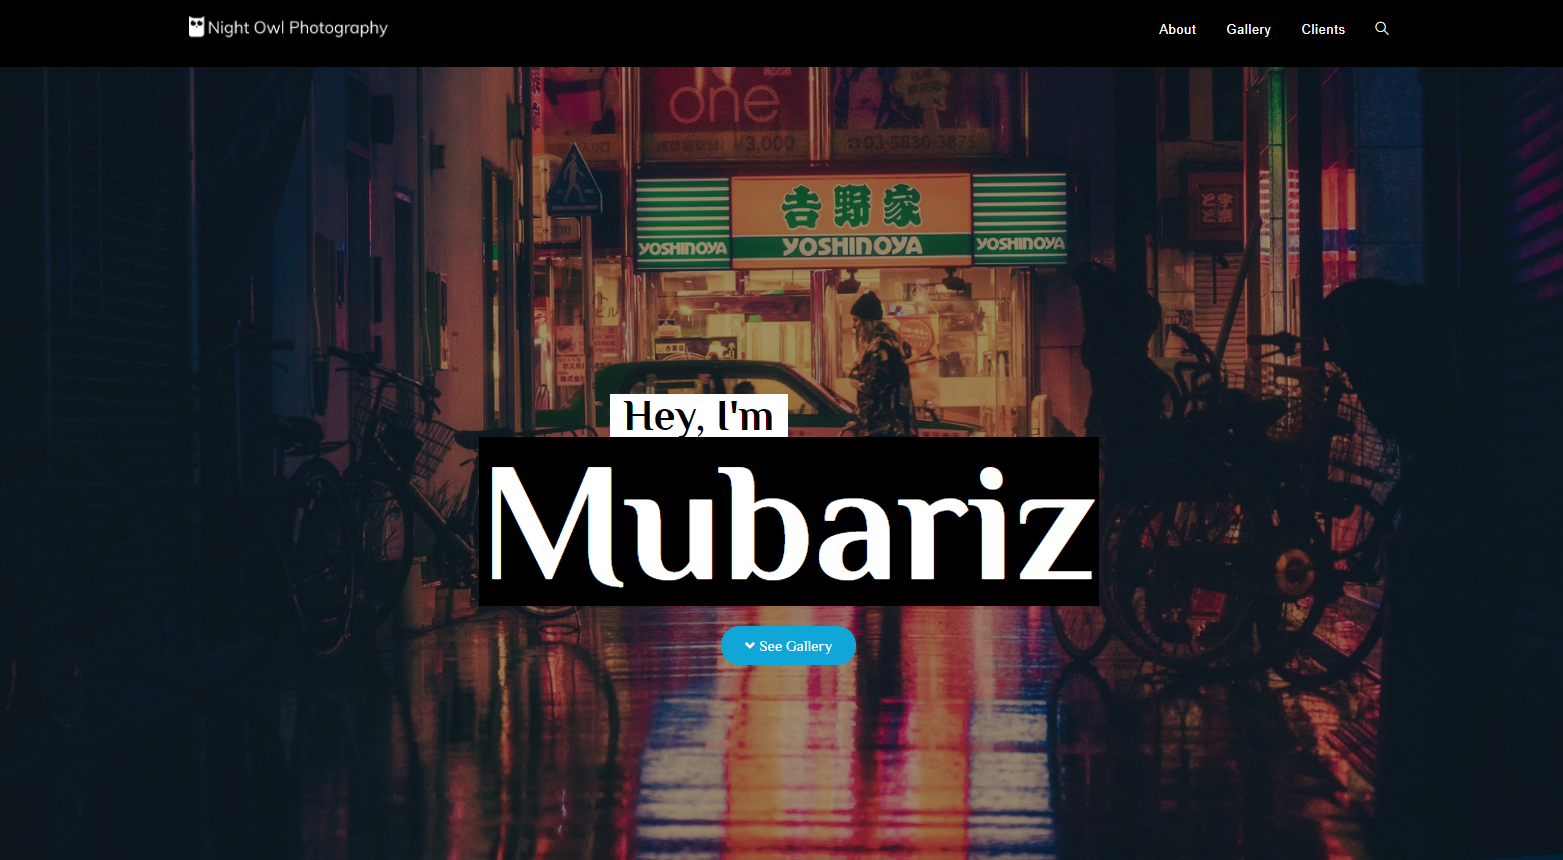 Night Owl Photography
About
Gallery
Clients
one
¥3,000
☎03-5830-3875
吉野家
YOSHINOYA
YOSHINOYA
YOSHINOYA
Hey, I'm
Mubariz
See Gallery